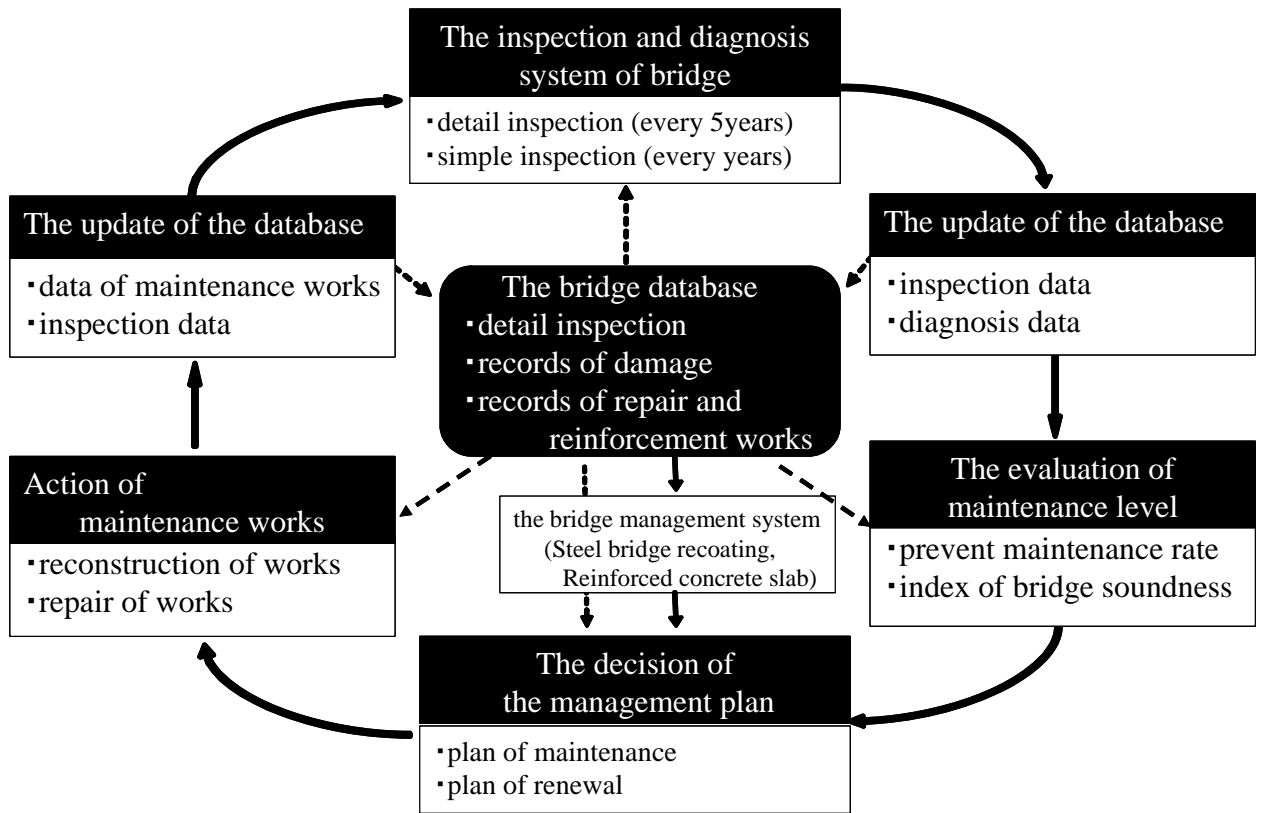 The inspection and diagnosis
system of bridge
・detail inspection (every 5years)
・simple inspection (every years)
The update of the database
・data of maintenance works
・inspection data
The update of the database
・inspection data
・diagnosis data
The bridge database
・detail inspection
・records of damage
・records of repair and
reinforcement works
Action of
maintenance works
・reconstruction of works
・repair of works
the bridge management system
(Steel bridge recoating,
Reinforced concrete slab)
The evaluation of
maintenance level
・prevent maintenance rate
・index of bridge soundness
The decision of
the management plan
・plan of maintenance
・plan of renewal